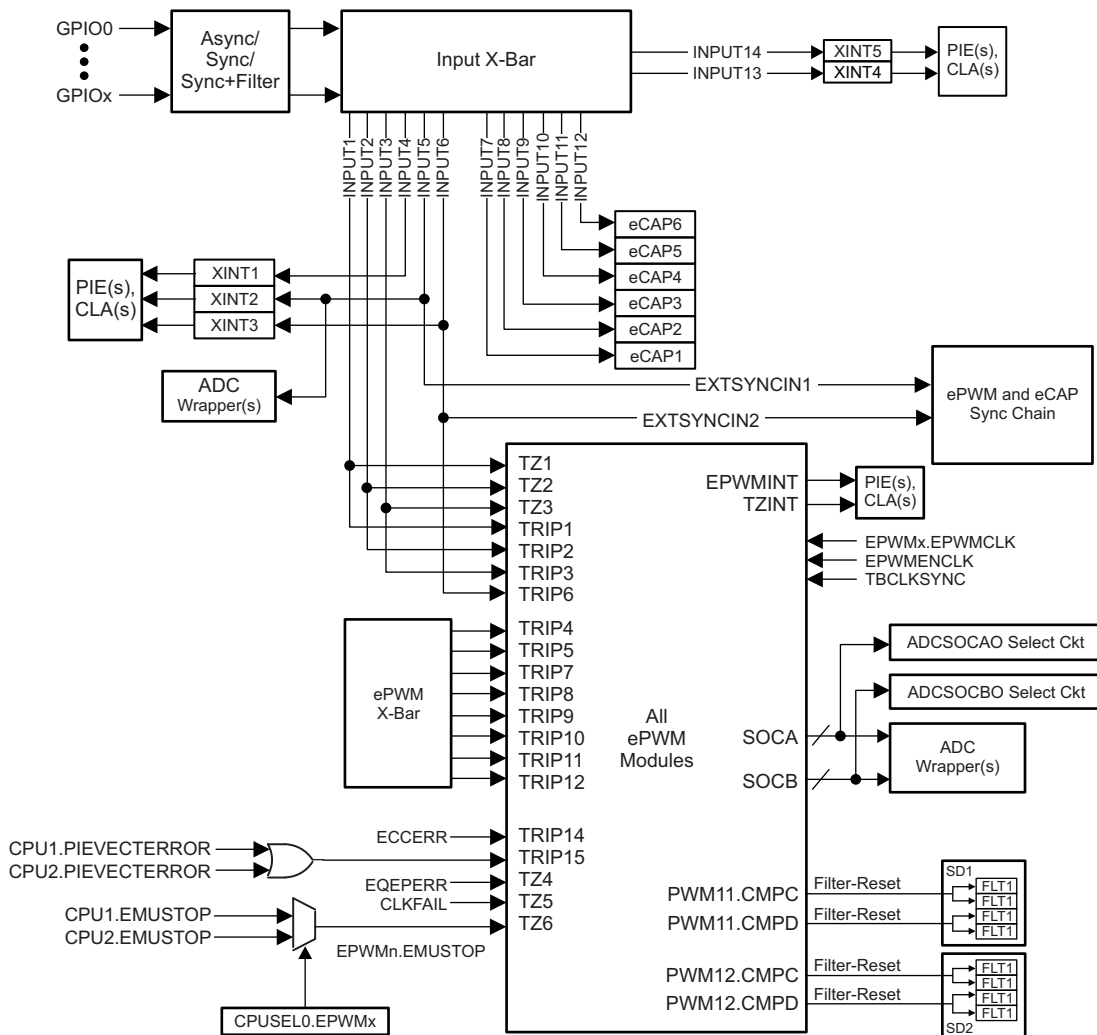 GPIO0
GPIOx
Async/
Sync/
Sync+Filter
Input X-Bar
INPUT14
INPUT13
XINT5
XINT4
PIE(s),
CLA(s)
INPUT1
INPUT2
INPUT3
INPUT4
INPUT5
INPUT6
INPUT7
INPUT8
INPUT9
INPUT10
INPUT11
INPUT12
eCAP6
eCAP5
eCAP4
eCAP3
eCAP2
eCAP1
PIE(s),
CLA(s)
XINT1
XINT2
XINT3
ADC
Wrapper(s)
EXTSYNCIN1
EXTSYNCIN2
ePWM and eCAP
Sync Chain
TZ1
TZ2
TZ3
TRIP1
TRIP2
TRIP3
TRIP6
EPWMINT
TZINT
PIE(s),
CLA(s)
EPWMx.EPWMCLK
EPWMENCLK
TBCLKSYNC
ePWM
X-Bar
TRIP4
TRIP5
TRIP7
TRIP8
TRIP9
TRIP10
TRIP11
TRIP12
All
ePWM
Modules
SOCA
SOCB
ADCSOCAO Select Ckt
ADCSOCBO Select Ckt
ADC
Wrapper(s)
CPU1.PIEVECTERROR
CPU2.PIEVECTERROR
CPU1.EMUSTOP
CPU2.EMUSTOP
CPUSEL0.EPWMx
ECCERR
EQEPERR
CLKFAIL
EPWMn.EMUSTOP
TRIP14
TRIP15
TZ4
TZ5
TZ6
PWM11.CMPC
PWM11.CMPD
PWM12.CMPC
PWM12.CMPD
Filter-Reset
Filter-Reset
Filter-Reset
Filter-Reset
SD1
FLT1
FLT1
FLT1
FLT1
FLT1
FLT1
FLT1
FLT1
SD2